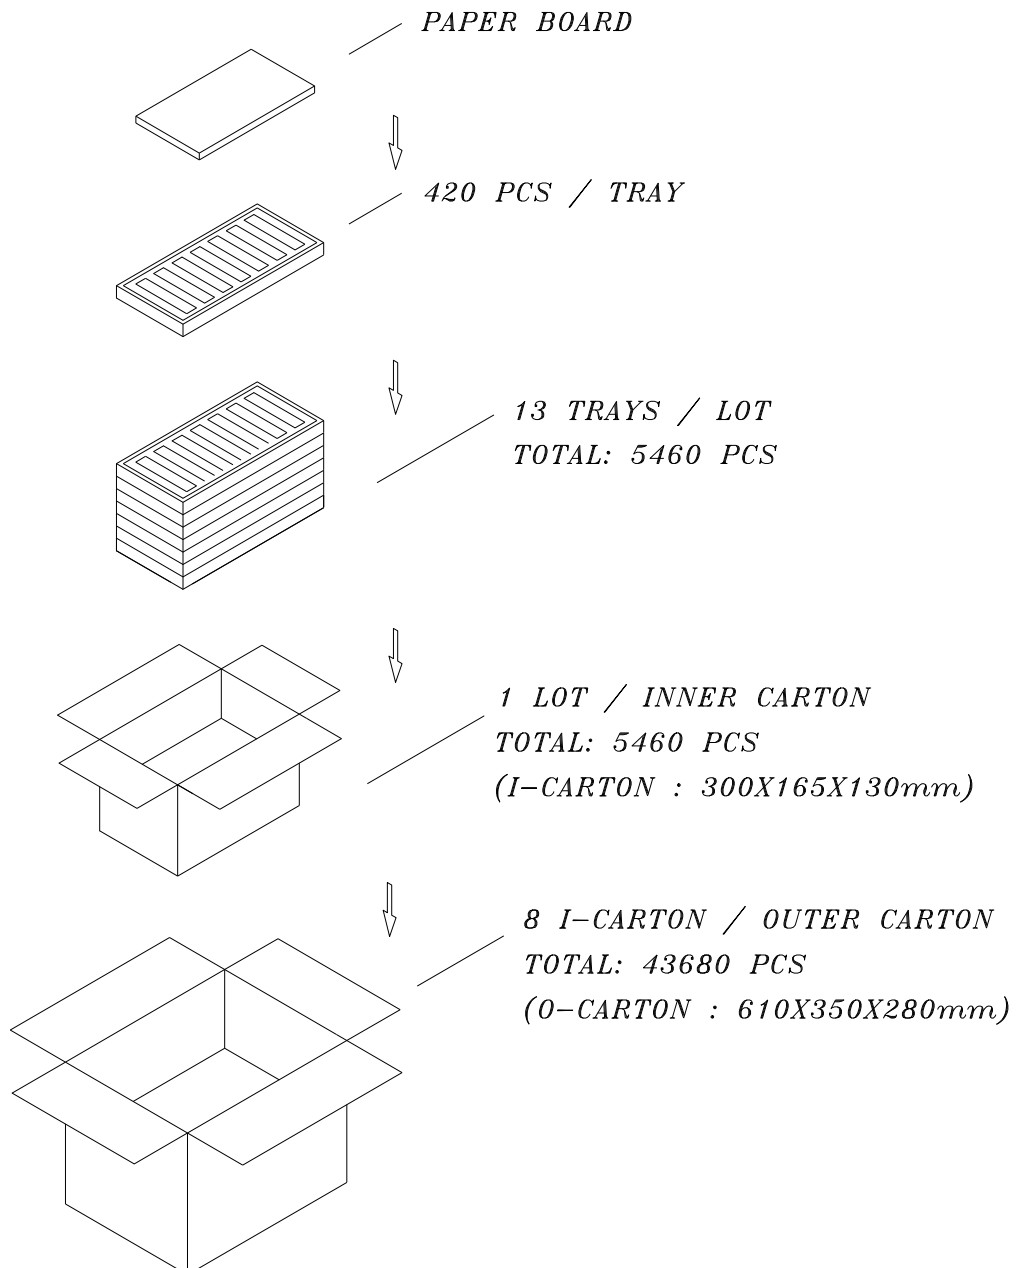 PAPER BOARD
420 PCS / TRAY
13 TRAYS / LOT
TOTAL: 5460 PCS
1 LOT / INNER CARTON
TOTAL: 5460 PCS
(I-CARTON : 300X165X130mm)
8 I-CARTON / OUTER CARTON
TOTAL: 43680 PCS
(O-CARTON : 610X350X280mm)